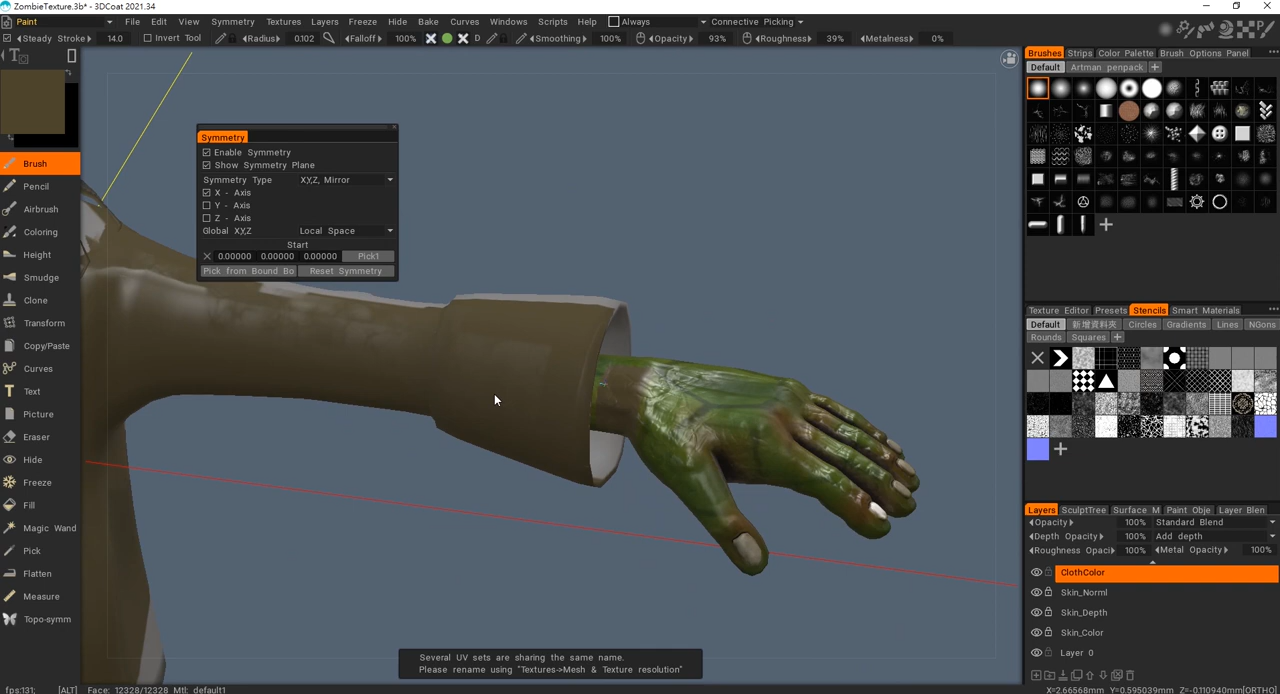 ZombieTexture.3b* - 3DCoat 2021.34
Paint File Edit View Symmetry Textures Layers Freeze Hide Bake Curves Windows Scripts Help Always Connective Picking
Steady Stroke 14.0 Invert Tool Radius 0.102 Falloff 100% D Smoothing 100% Opacity 93% Roughness 39% Metalness 0%
Brush
Pencil
Airbrush
Coloring
Height
Smudge
Clone
Transform
Copy/Paste
Curves
Text
Picture
Eraser
Hide
Freeze
Fill
Magic Wand
Pick
Flatten
Measure
Topo-symm
Symmetry
Enable Symmetry
Show Symmetry Plane
Symmetry Type X,Y,Z, Mirror
X - Axis
Y - Axis
Z - Axis
Global X,Y,Z Local Space
Start
0.00000 0.00000 0.00000 Pick1
Pick from Bound Bo Reset Symmetry
Brushes Strips Color Palette Brush Options Panel
Default Artman penpack
Texture Editor Presets Stencils Smart Materials
Default 新增資料夾 Circles Gradients Lines NGons
Rounds Squares
Layers SculptTree Surface M Paint Obje Layer Blen
Opacity 100% Standard Blend
Depth Opacity 100% Add depth
Roughness Opaci 100% Metal Opacity 100%
ClothColor
Skin_Norml
Skin_Depth
Skin_Color
Layer 0
Several UV sets are sharing the same name.
Please rename using "Textures->Mesh & Texture resolution"
fps:131; [ALT] Face: 12328/12328 Mtl: default1 X=2.66568m Y=0.595039m Z=-0.110940m[ORTHO]